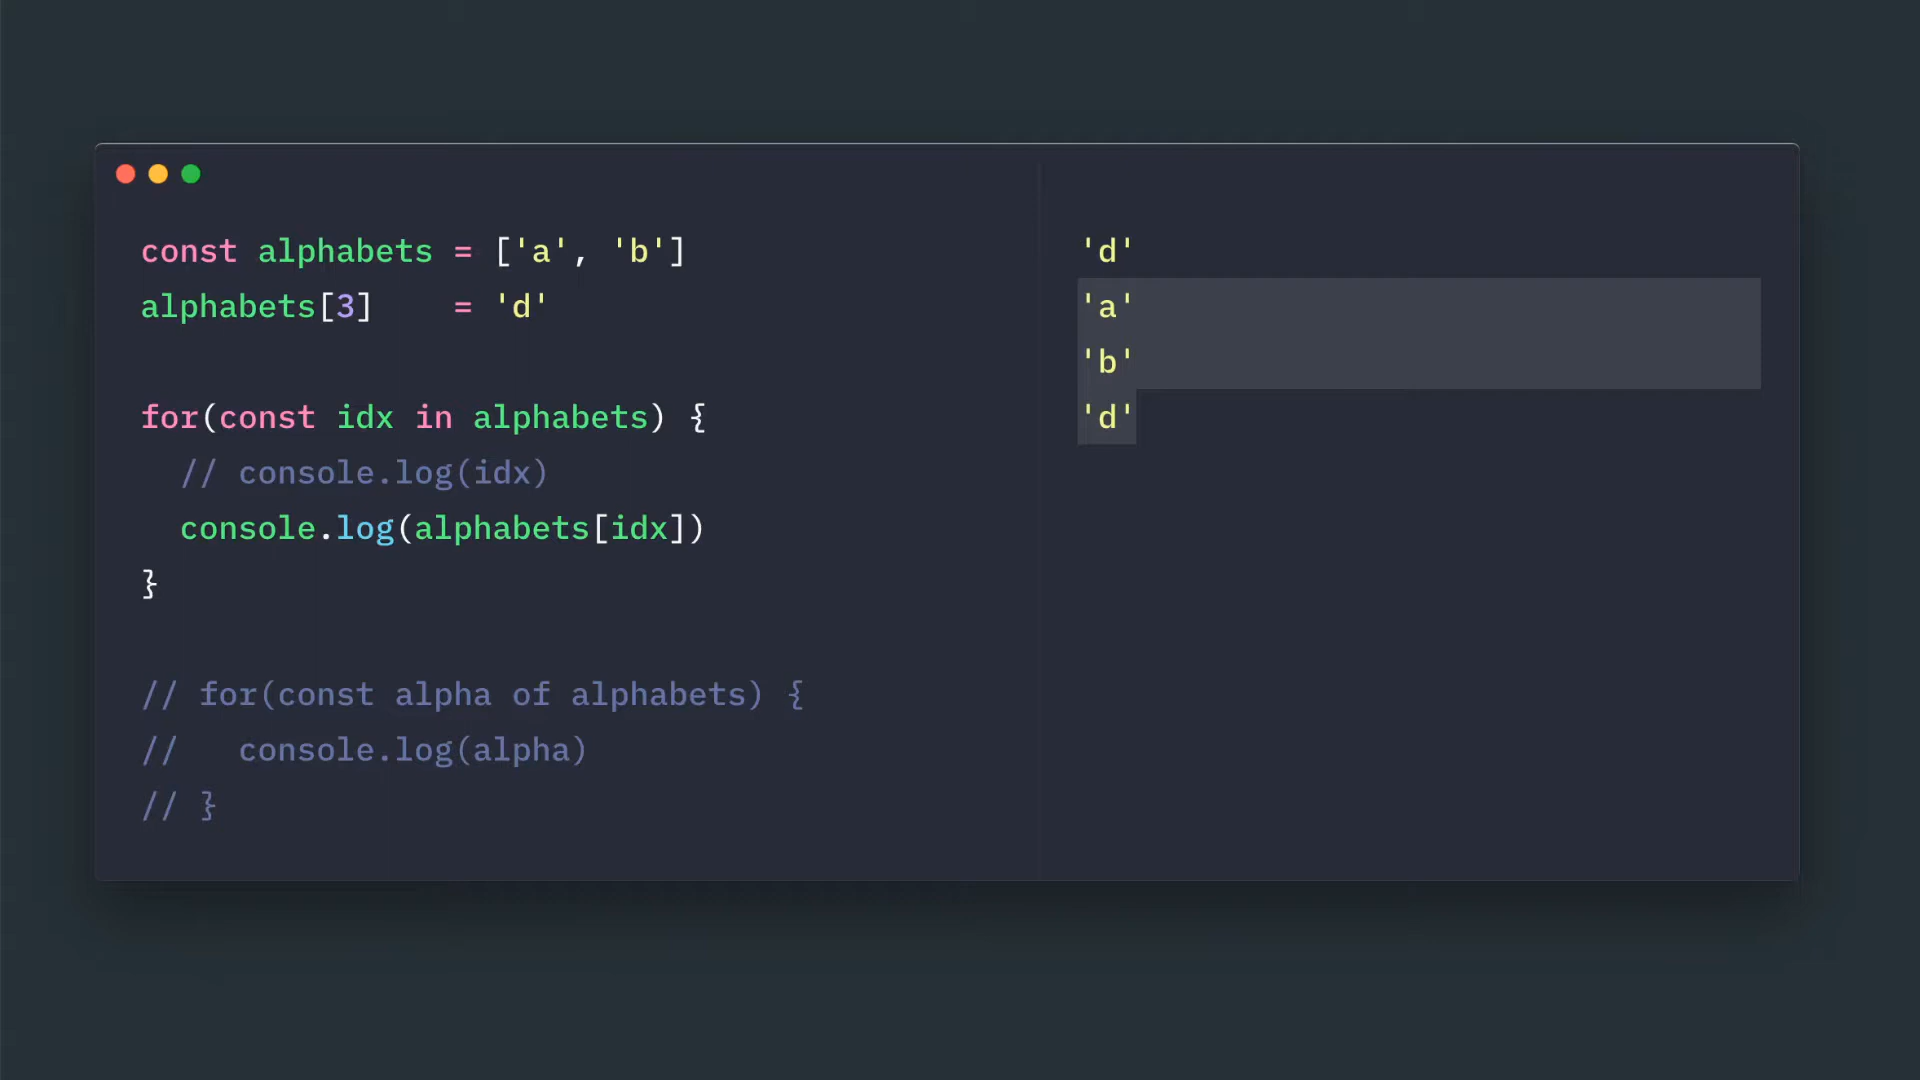 const alphabets = ['a', 'b']
alphabets[3]    = 'd'
for(const idx in alphabets) {
  // console.log(idx)
  console.log(alphabets[idx])
}
// for(const alpha of alphabets) {
//   console.log(alpha)
// }
'd'
'a'
'b'
'd'